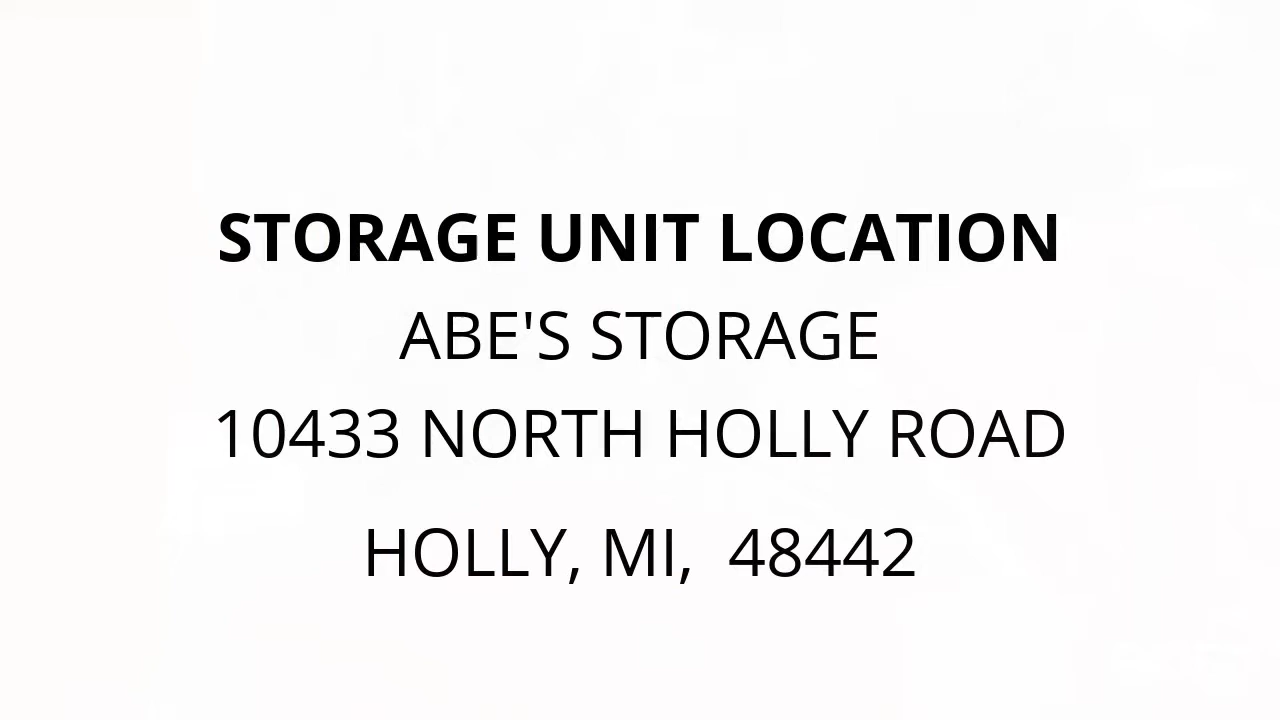 STORAGE UNIT LOCATION
ABE'S STORAGE
10433 NORTH HOLLY ROAD
HOLLY, MI,  48442